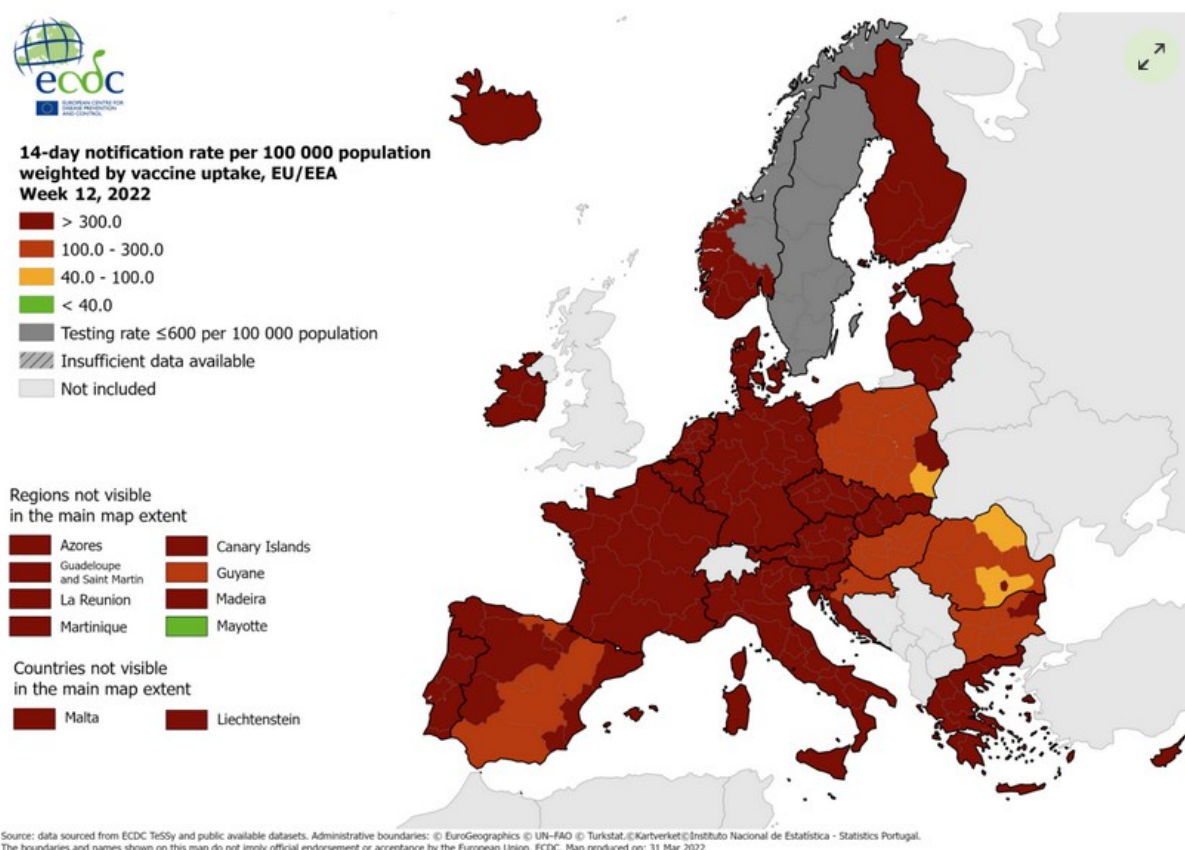 ecdc
EUROPEAN CENTRE FOR
DISEASE PREVENTION
AND CONTROL
14-day notification rate per 100 000 population
weighted by vaccine uptake, EU/EEA
Week 12, 2022
> 300.0
100.0 - 300.0
40.0 - 100.0
< 40.0
Testing rate ≤600 per 100 000 population
Insufficient data available
Not included
Regions not visible
in the main map extent
Azores
Canary Islands
Guadeloupe
and Saint Martin
Guyane
La Reunion
Madeira
Martinique
Mayotte
Countries not visible
in the main map extent
Malta
Liechtenstein
Source: data sourced from ECDC TeSSy and public available datasets. Administrative boundaries: © EuroGeographics © UN–FAO © Turkstat.©Kartverket©Instituto Nacional de Estatística - Statistics Portugal.
The boundaries and names shown on this map do not imply official endorsement or acceptance by the European Union. ECDC. Map produced on: 31 Mar 2022